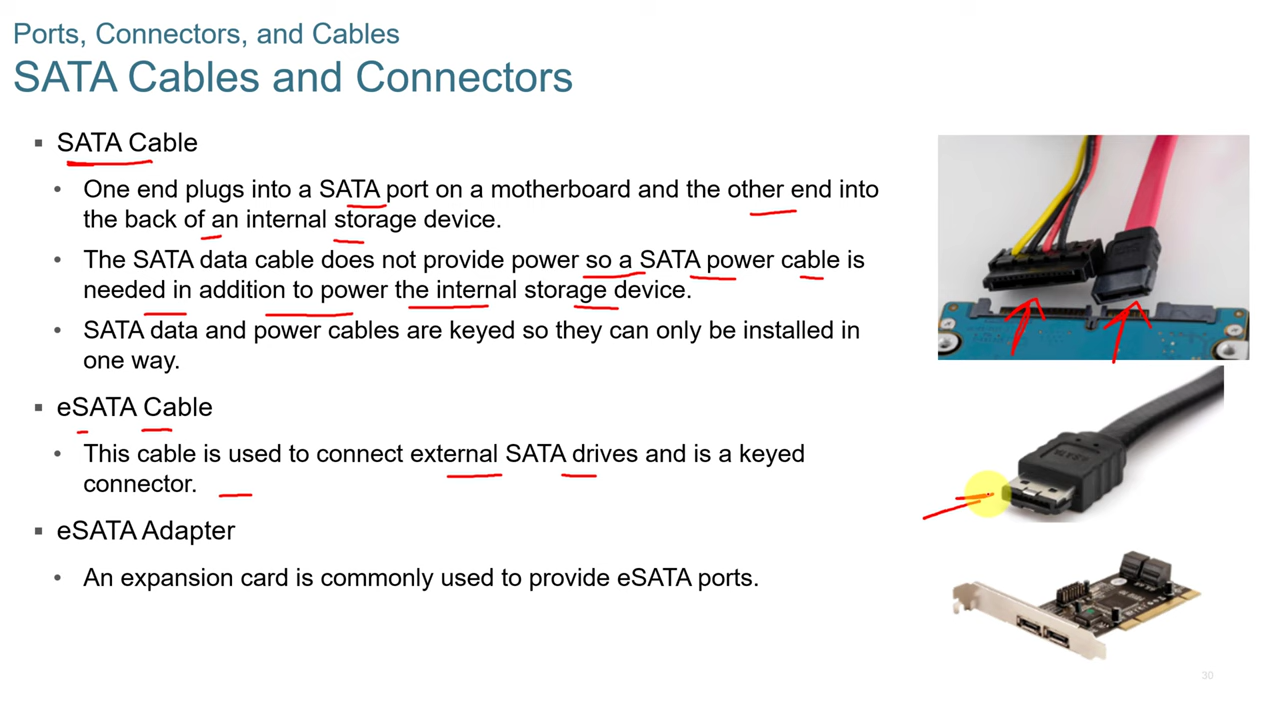 Ports, Connectors, and Cables
SATA Cables and Connectors
▪ SATA Cable
• One end plugs into a SATA port on a motherboard and the other end into
the back of an internal storage device.
• The SATA data cable does not provide power so a SATA power cable is
needed in addition to power the internal storage device.
• SATA data and power cables are keyed so they can only be installed in
one way.
▪ eSATA Cable
• This cable is used to connect external SATA drives and is a keyed
connector.
▪ eSATA Adapter
• An expansion card is commonly used to provide eSATA ports.
30